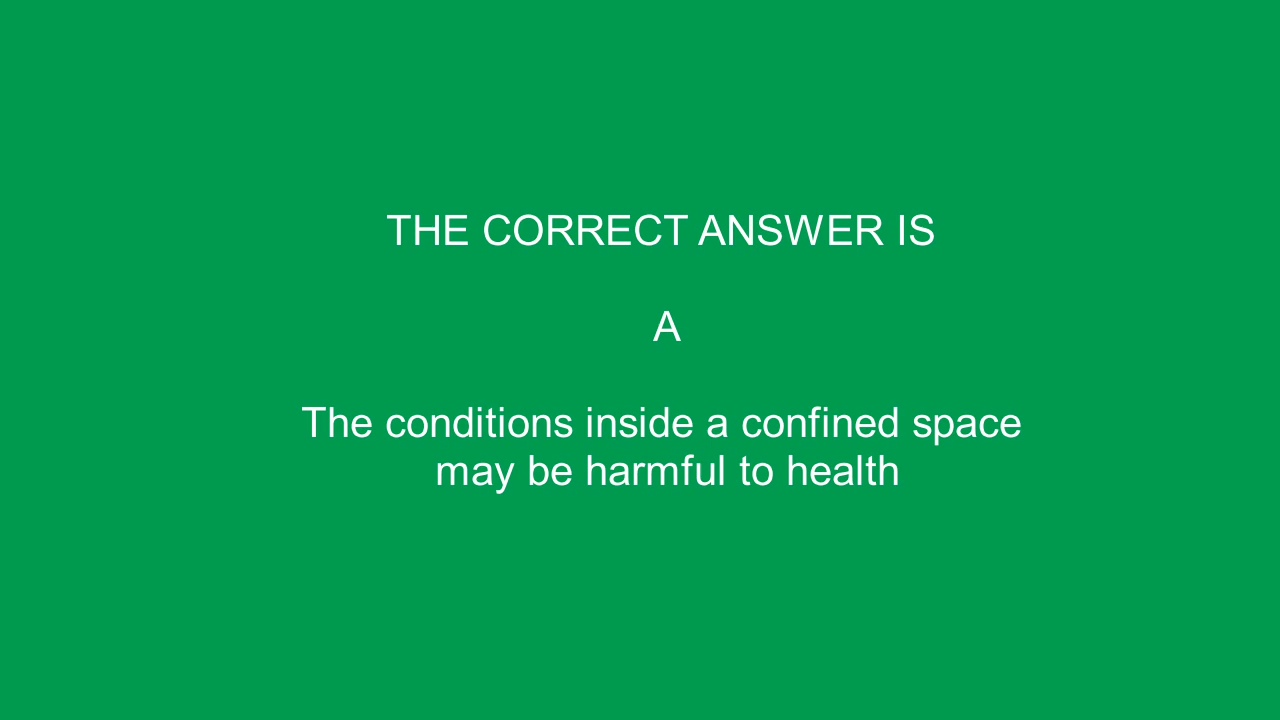 THE CORRECT ANSWER IS
A
The conditions inside a confined space
may be harmful to health